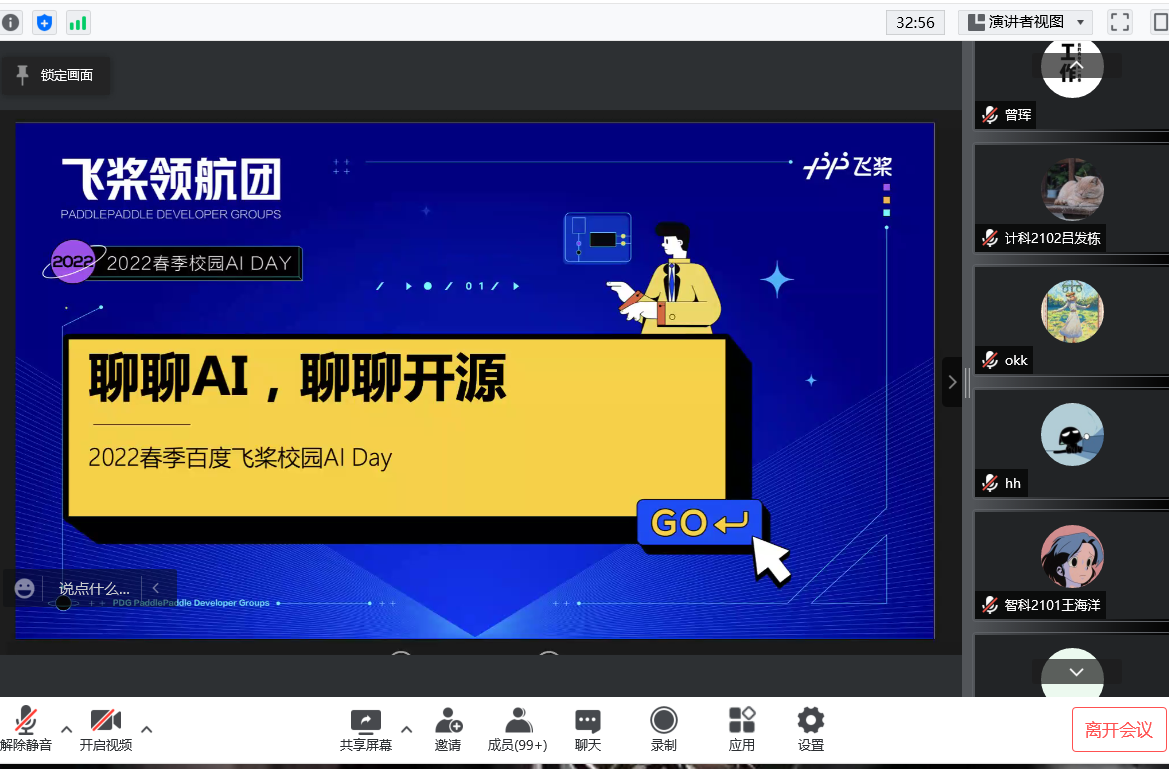 32:56
演讲者视图
锁定画面
飞桨领航团
PADDLEPADDLE DEVELOPER GROUPS
飞桨
2022
2022春季校园AI DAY
/ 01/
聊聊AI，聊聊开源
2022春季百度飞桨校园AI Day
GO
说点什么...
PDG PaddlePaddle Developer Groups
工
作
曾珲
计科2102吕发栋
okk
hh
智科2101王海洋
解除静音
开启视频
共享屏幕
邀请
成员(99+)
聊天
录制
应用
设置
离开会议